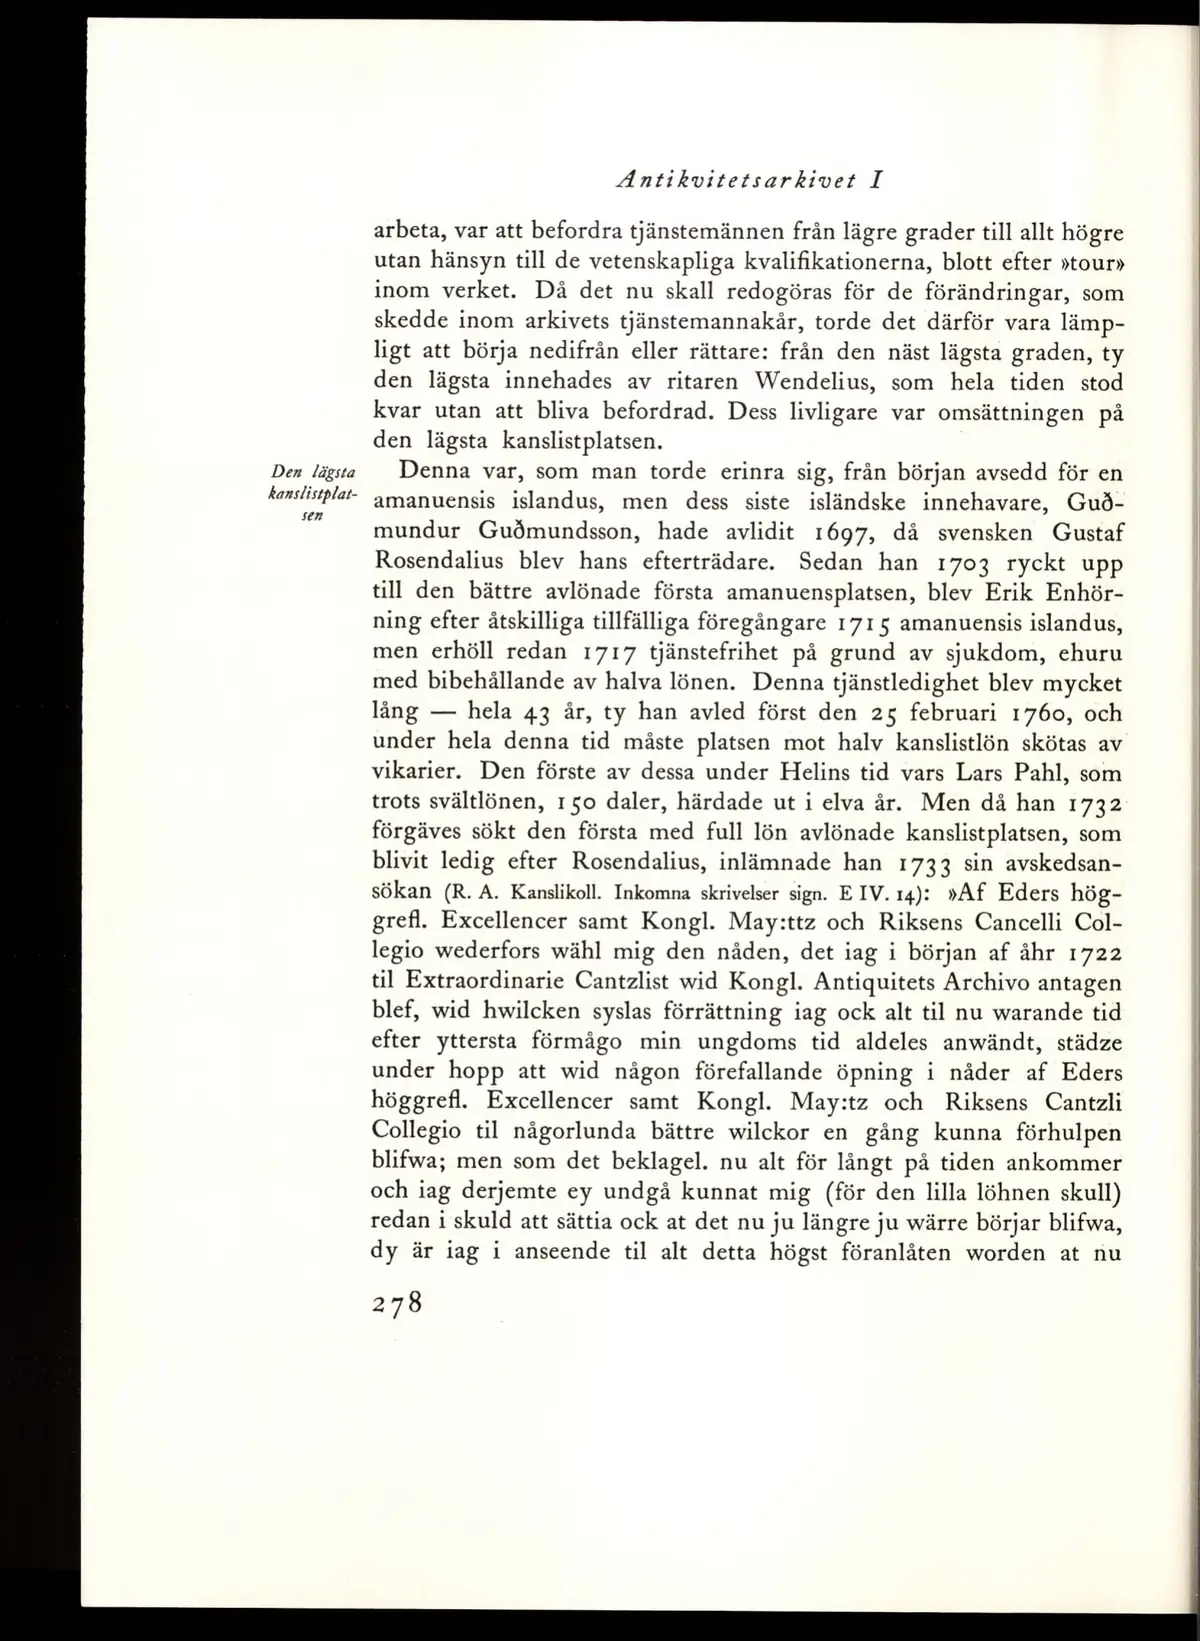 Antikvitetsarkivet I
arbeta, var att befordra tjänstemännen från lägre grader till allt högre
utan hänsyn till de vetenskapliga kvalifikationerna, blott efter »tour»
inom verket. Då det nu skall redogöras för de förändringar, som
skedde inom arkivets tjänstemannakår, torde det därför vara lämp-
ligt att börja nedifrån eller rättare: från den näst lägsta graden, ty
den lägsta innehades av ritaren Wendelius, som hela tiden stod
kvar utan att bliva befordrad. Dess livligare var omsättningen på
den lägsta kanslistplatsen.
Den lägsta
kanslistplat-
sen
Denna var, som man torde erinra sig, från början avsedd för en
amanuensis islandus, men dess siste isländske innehavare, Guð-
mundur Guðmundsson, hade avlidit 1697, då svensken Gustaf
Rosendalius blev hans efterträdare. Sedan han 1703 ryckt upp
till den bättre avlönade första amanuensplatsen, blev Erik Enhör-
ning efter åtskilliga tillfälliga föregångare 1715 amanuensis islandus,
men erhöll redan 1717 tjänstefrihet på grund av sjukdom, ehuru
med bibehållande av halva lönen. Denna tjänstledighet blev mycket
lång — hela 43 år, ty han avled först den 25 februari 1760, och
under hela denna tid måste platsen mot halv kanslistlön skötas av
vikarier. Den förste av dessa under Helins tid vars Lars Pahl, som
trots svältlönen, 150 daler, härdade ut i elva år. Men då han 1732
förgäves sökt den första med full lön avlönade kanslistplatsen, som
blivit ledig efter Rosendalius, inlämnade han 1733 sin avskedsan-
sökan (R. A. Kanslikoll. Inkomna skrivelser sign. E IV. 14): »Af Eders hög-
grefl. Excellencer samt Kongl. May:ttz och Riksens Cancelli Col-
legio wederfors wähl mig den nåden, det iag i början af åhr 1722
til Extraordinarie Cantzlist wid Kongl. Antiquitets Archivo antagen
blef, wid hwilcken syslas förrättning iag ock alt til nu warande tid
efter yttersta förmågo min ungdoms tid aldeles anwändt, städze
under hopp att wid någon förefallande öpning i nåder af Eders
höggrefl. Excellencer samt Kongl. May:tz och Riksens Cantzli
Collegio til någorlunda bättre wilckor en gång kunna förhulpen
blifwa; men som det beklagel. nu alt för långt på tiden ankommer
och iag derjemte ey undgå kunnat mig (för den lilla löhnen skull)
redan i skuld att sättia ock at det nu ju längre ju wärre börjar blifwa,
dy är iag i anseende til alt detta högst föranlåten worden at nu
278